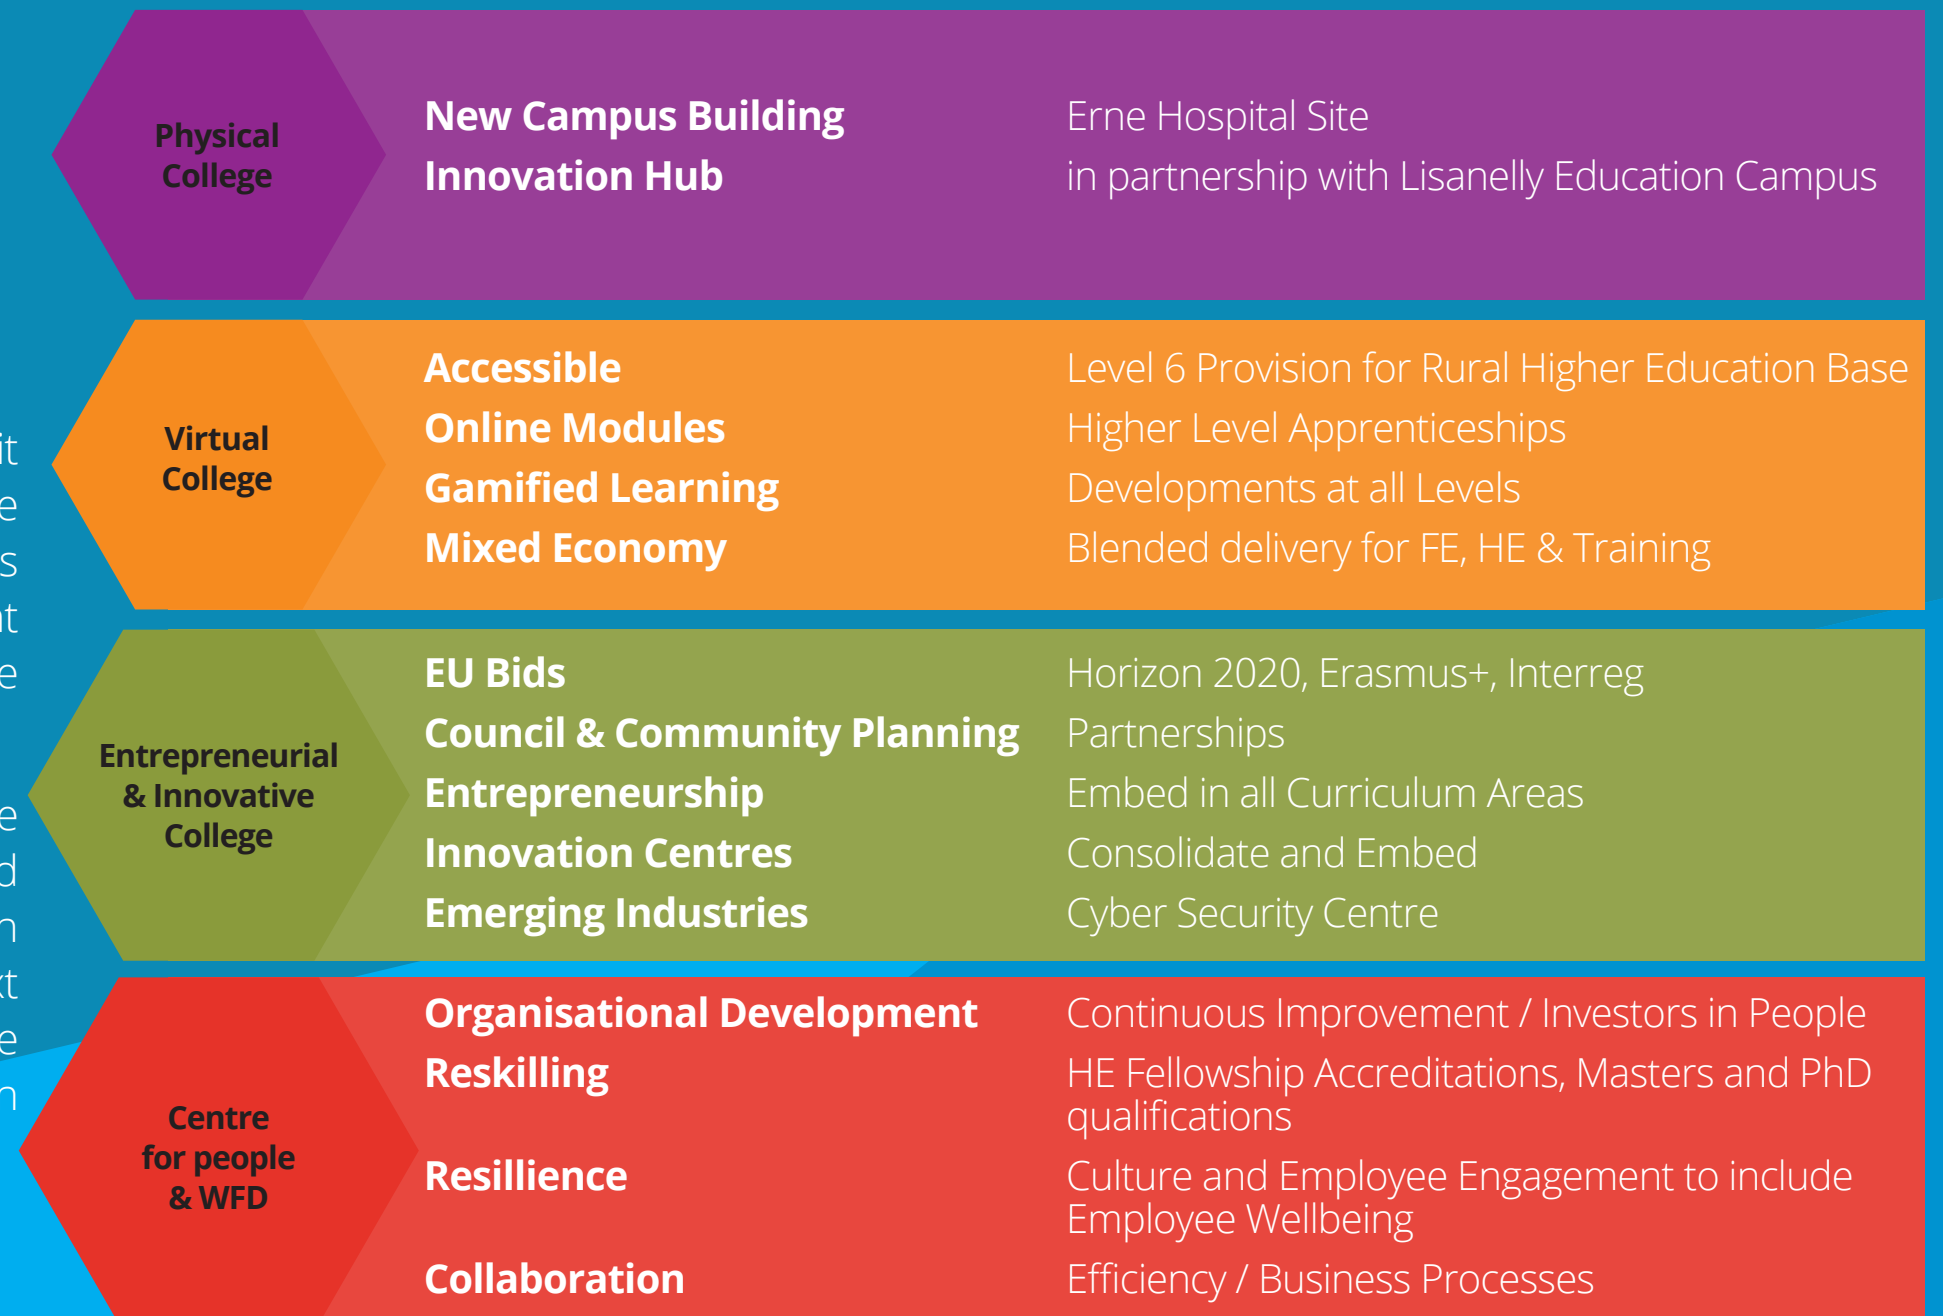 Physical
College
New Campus Building Erne Hospital Site
Innovation Hub in partnership with Lisanelly Education Campus
Virtual
College
Accessible Level 6 Provision for Rural Higher Education Base
Online Modules Higher Level Apprenticeships
Gamified Learning Developments at all Levels
Mixed Economy Blended delivery for FE, HE & Training
Entrepreneurial
& Innovative
College
EU Bids Horizon 2020, Erasmus+, Interreg
Council & Community Planning Partnerships
Entrepreneurship Embed in all Curriculum Areas
Innovation Centres Consolidate and Embed
Emerging Industries Cyber Security Centre
Centre
for people
& WFD
Organisational Development Continuous Improvement / Investors in People
Reskilling HE Fellowship Accreditations, Masters and PhD
qualifications
Resillience Culture and Employee Engagement to include
Employee Wellbeing
Collaboration Efficiency / Business Processes